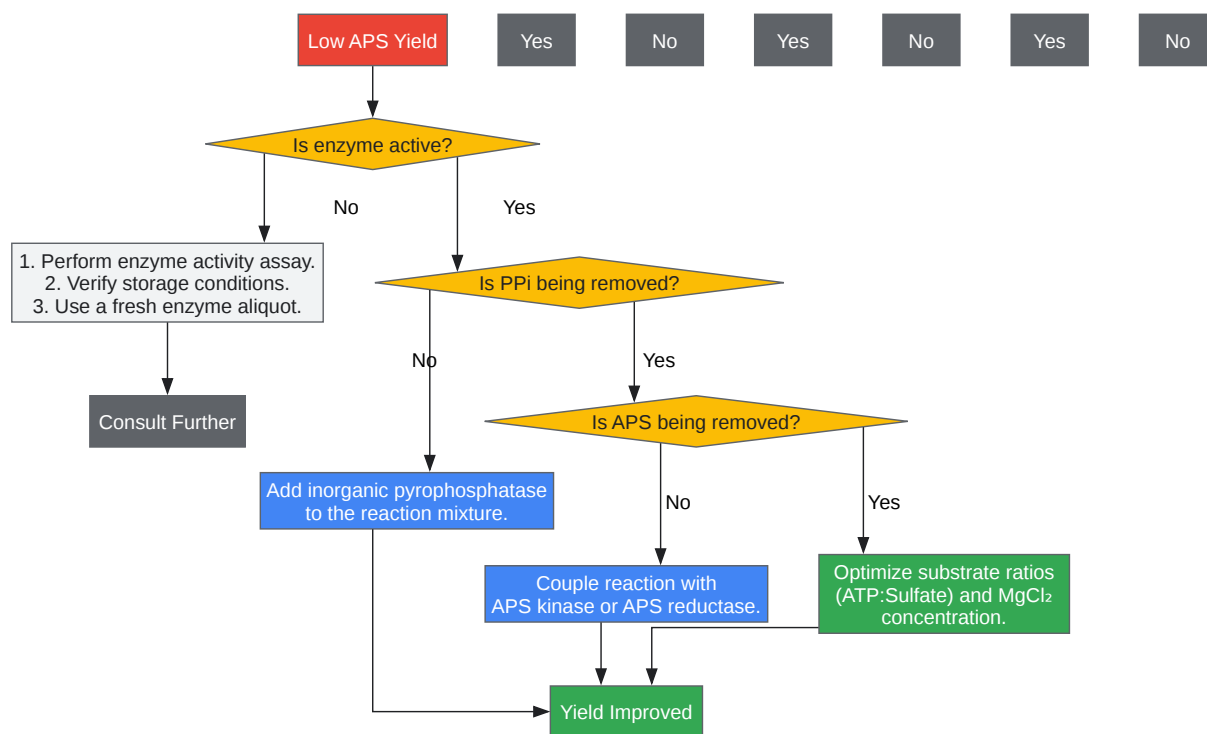 Low APS Yield
Yes
No
Yes
No
Yes
No
Is enzyme active?
No
Yes
1. Perform enzyme activity assay.
2. Verify storage conditions.
3. Use a fresh enzyme aliquot.
Is PPi being removed?
No
Yes
Consult Further
Is APS being removed?
Add inorganic pyrophosphatase
to the reaction mixture.
No
Yes
Couple reaction with
APS kinase or APS reductase.
Optimize substrate ratios
(ATP:Sulfate) and MgCl₂
concentration.
Yield Improved